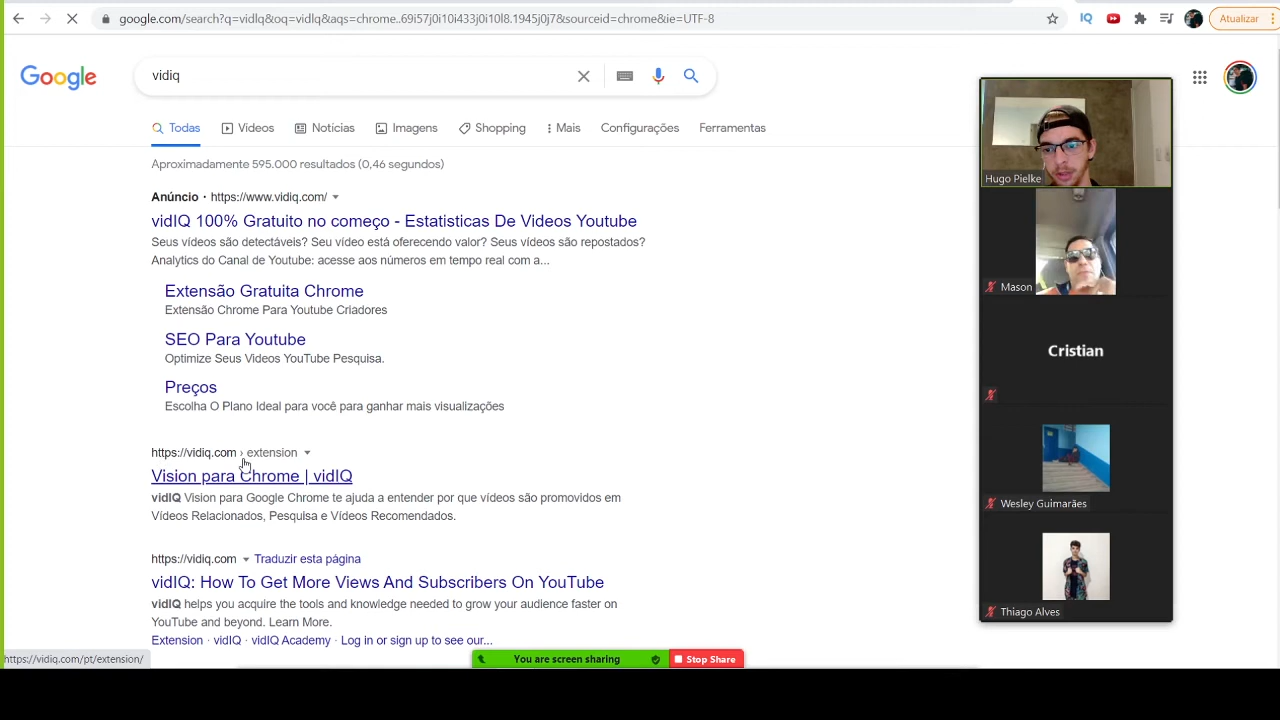 google.com/search?q=vidIq&oq=vidIq&aqs=chrome..69i57j0i10i433j0i10l8.1945j0j7&sourceid=chrome&ie=UTF-8
IQ
Atualizar
Google
vidiq
Todas
Vídeos
Notícias
Imagens
Shopping
Mais
Configurações
Ferramentas
Aproximadamente 595.000 resultados (0,46 segundos)
Anúncio · https://www.vidiq.com/
vidIQ 100% Gratuito no começo - Estatisticas De Videos Youtube
Seus vídeos são detectáveis? Seu vídeo está oferecendo valor? Seus vídeos são repostados?
Analytics do Canal de Youtube: acesse aos números em tempo real com a...
Extensão Gratuita Chrome
Extensão Chrome Para Youtube Criadores
SEO Para Youtube
Optimize Seus Videos YouTube Pesquisa.
Preços
Escolha O Plano Ideal para você para ganhar mais visualizações
https://vidiq.com › extension
Vision para Chrome | vidIQ
vidIQ Vision para Google Chrome te ajuda a entender por que vídeos são promovidos em
Vídeos Relacionados, Pesquisa e Vídeos Recomendados.
https://vidiq.com Traduzir esta página
vidIQ: How To Get More Views And Subscribers On YouTube
vidIQ helps you acquire the tools and knowledge needed to grow your audience faster on
YouTube and beyond. Learn More.
Extension · vidIQ · vidIQ Academy · Log in or sign up to see our...
https://vidiq.com/pt/extension/
You are screen sharing
Stop Share
Hugo Pielke
Mason
Cristian
Wesley Guimarães
Thiago Alves